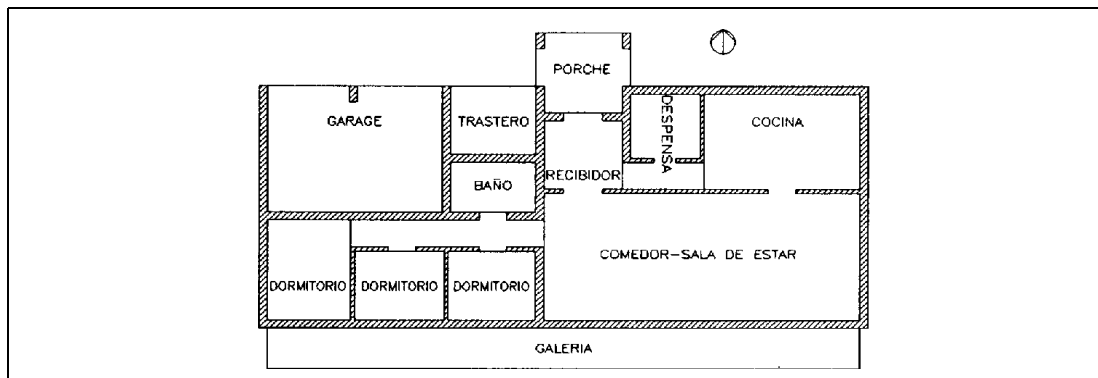 PORCHE
GARAGE
TRASTERO
DESPENSA
COCINA
RECIBIDOR
BAÑO
COMEDOR-SALA DE ESTAR
DORMITORIO
DORMITORIO
DORMITORIO
GALERIA